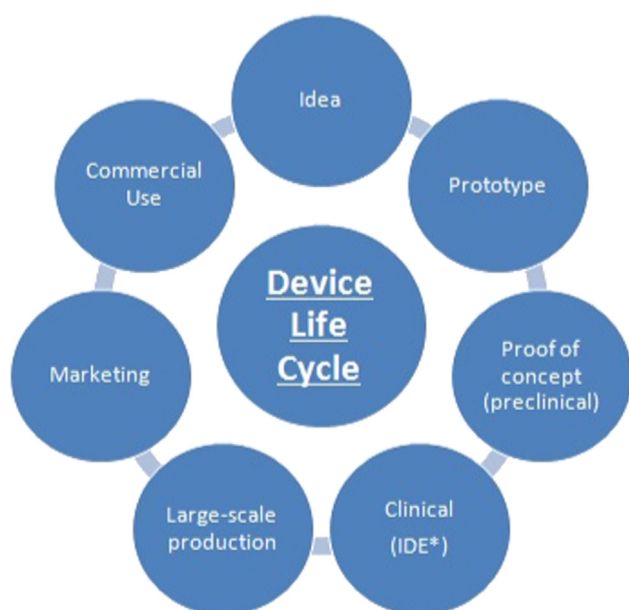 Idea
Prototype
Proof of
concept
(preclinical)
Clinical
(IDE*)
Large-scale
production
Marketing
Commercial
Use
Device
Life
Cycle